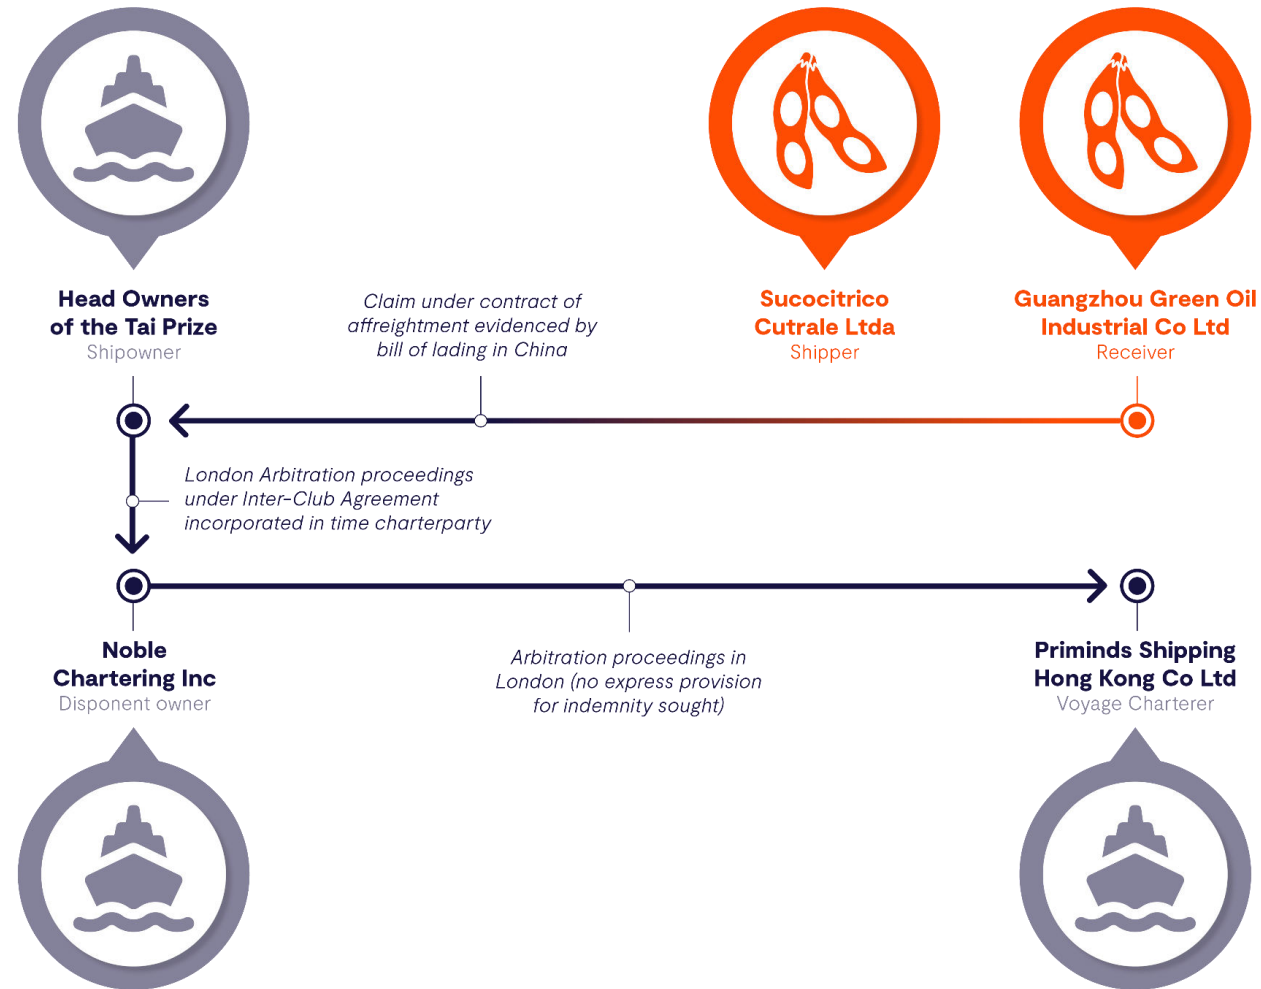 Head Owners
of the Tai Prize
Shipowner
Claim under contract of
affreightment evidenced by
bill of lading in China
Sucocitrico
Cutrale Ltda
Shipper
Guangzhou Green Oil
Industrial Co Ltd
Receiver
London Arbitration proceedings
under Inter-Club Agreement
incorporated in time charterparty
Noble
Chartering Inc
Disponent owner
Arbitration proceedings in
London (no express provision
for indemnity sought)
Priminds Shipping
Hong Kong Co Ltd
Voyage Charterer